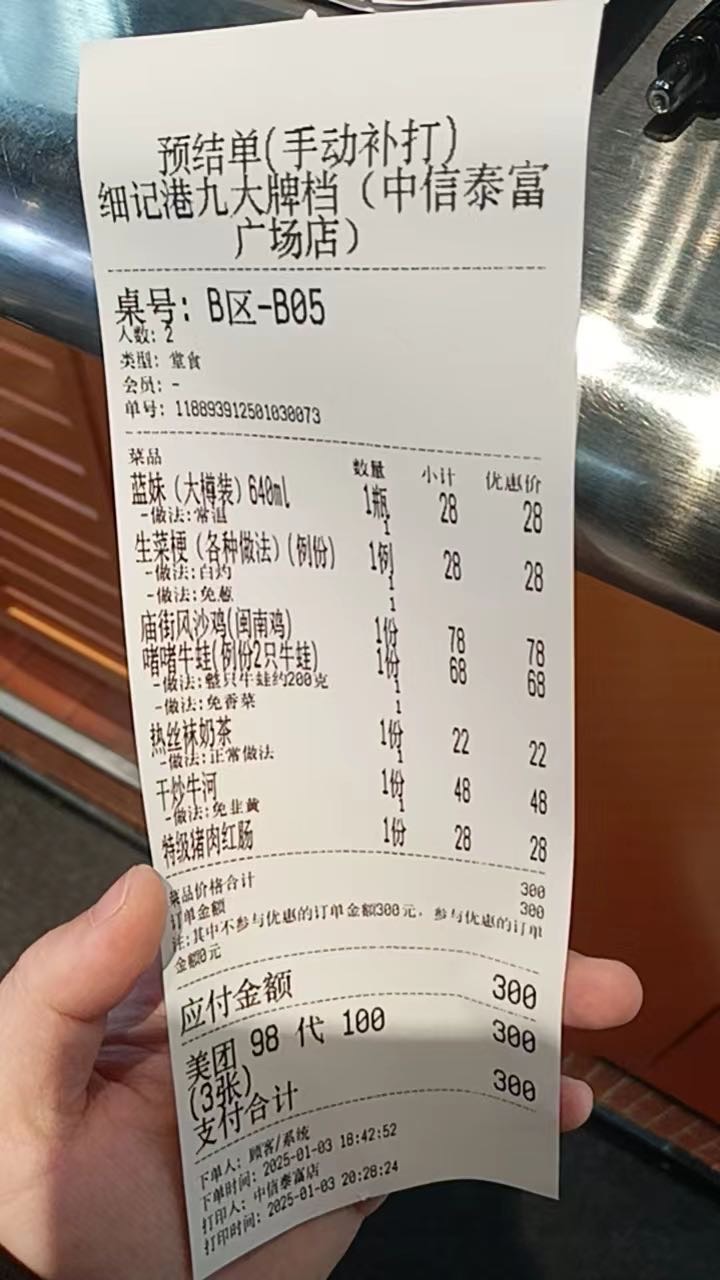 预结单(手动补打)
细记港九大牌档（中信泰富
广场店）
桌号: B区-B05
人数: 2
类型: 堂食
会员: -
单号: 118893912501030073
菜品 数量 小计 优惠价
蓝妹（大樽装）640ml 1瓶 28 28
-做法:常温 1
生菜梗（各种做法）(例份) 1例 28 28
-做法:白灼 1
-做法:免葱 1
庙街风沙鸡(闽南鸡) 1份 78 78
啫啫牛蛙(例份2只牛蛙) 1份 68 68
-做法:整只牛蛙约200克 1
-做法:免香菜 1
热丝袜奶茶 1份 22 22
-做法:正常做法 1
干炒牛河 1份 48 48
-做法:免韭黄 1
特级猪肉红肠 1份 28 28
菜品价格合计 300
订单金额 300
注:其中不参与优惠的订单金额300元，参与优惠的订单
金额0元
应付金额 300
美团 98 代 100 300
(3张)
支付合计 300
下单人: 顾客/系统
下单时间: 2025-01-03 18:42:52
打印人: 中信泰富店
打印时间: 2025-01-03 20:28:24